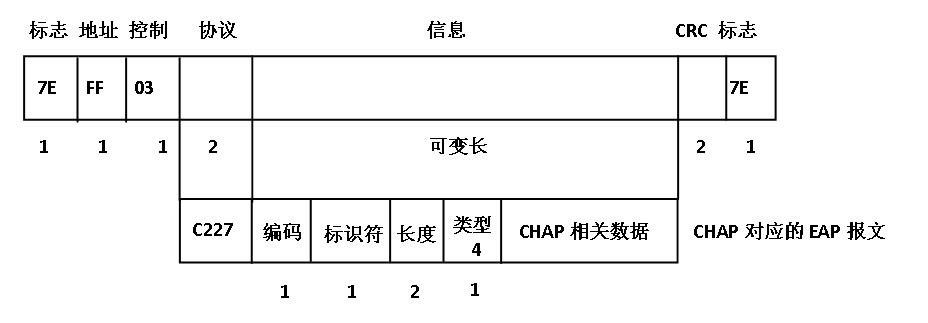 标志 地址 控制 协议 信息 CRC 标志
7E FF 03 7E
1 1 1 2 可变长 2 1
C227 编码 标识符 长度 类型 4 CHAP 相关数据 CHAP 对应的 EAP 报文
1 1 2 1